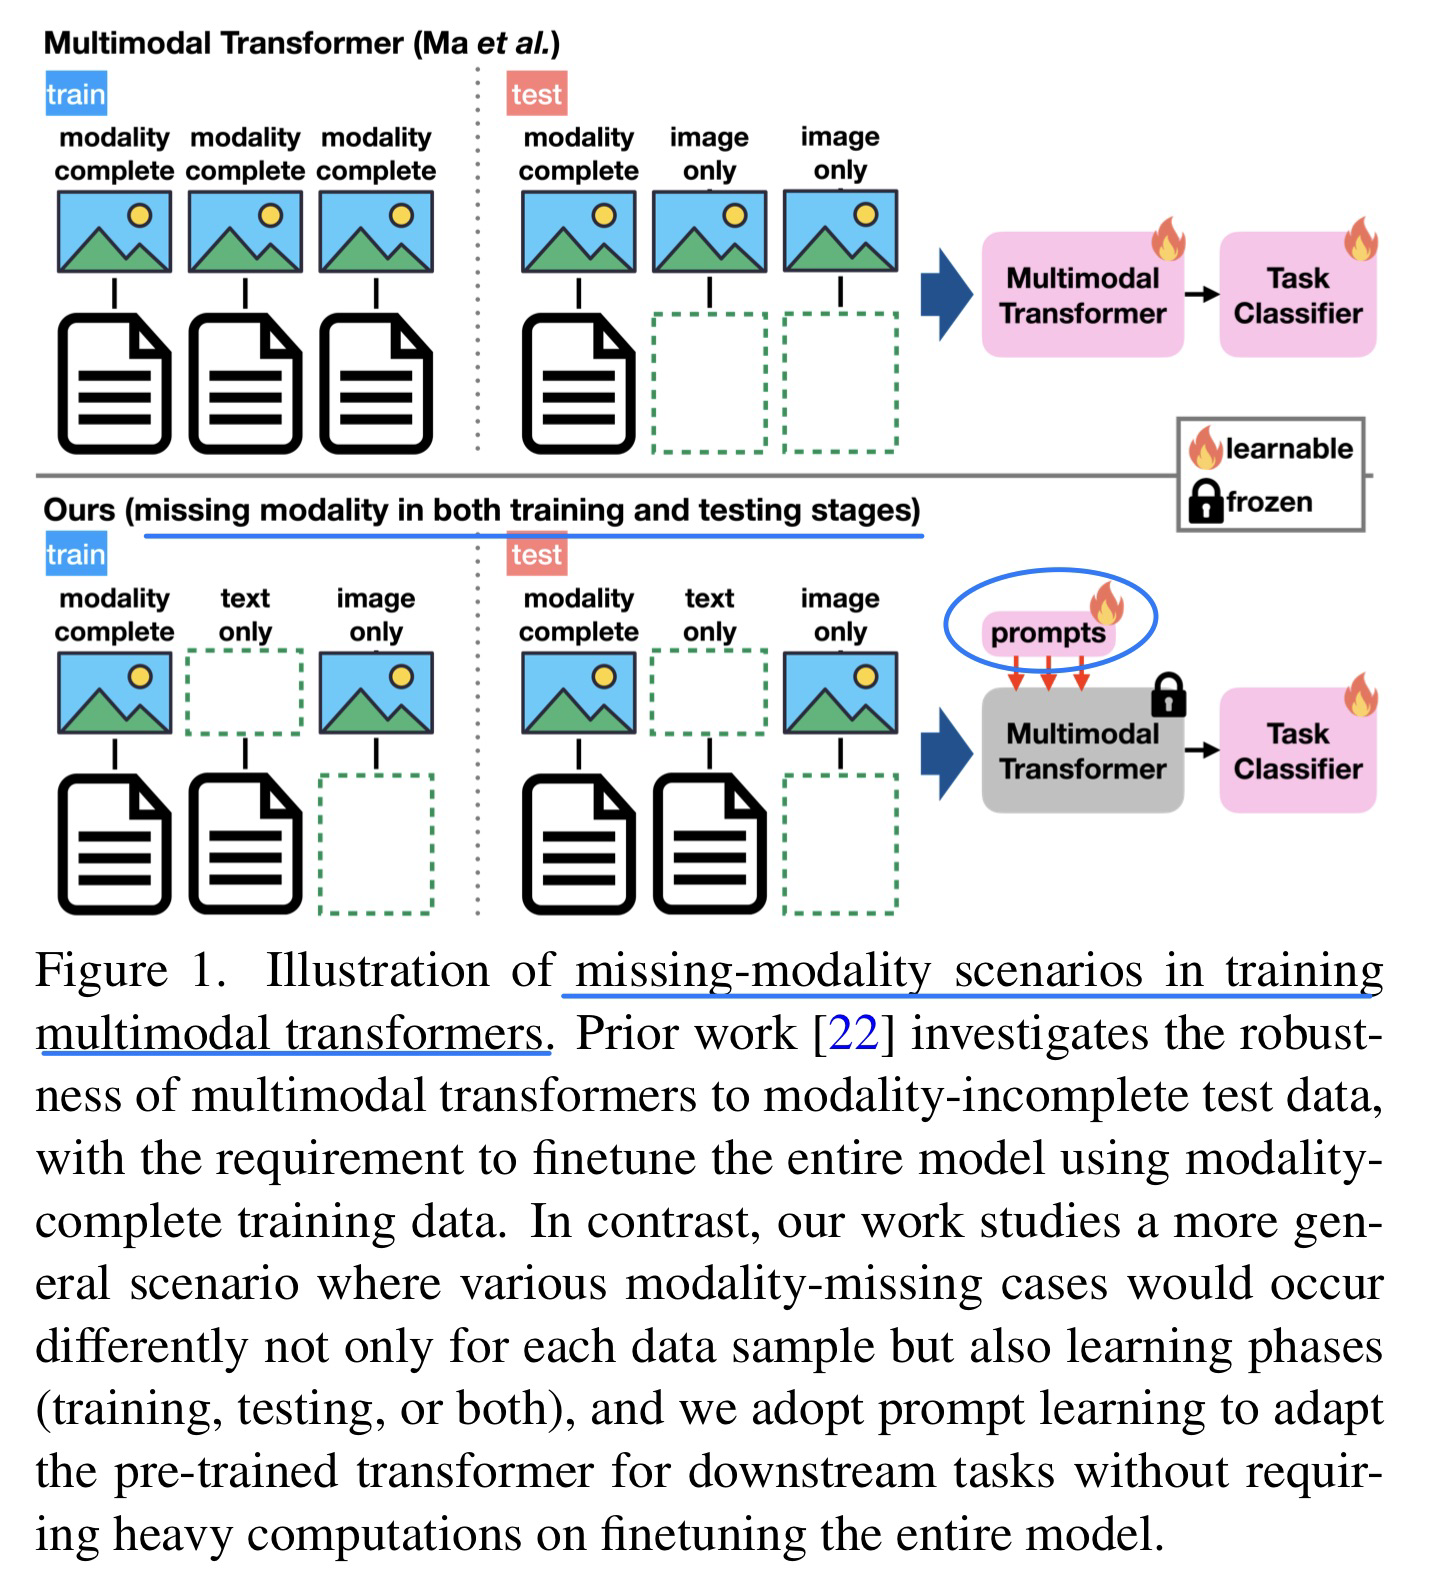 Multimodal Transformer (Ma et al.)
train
test
modality complete
modality complete
modality complete
modality complete
image only
image only
Multimodal Transformer
Task Classifier
learnable
frozen
Ours (missing modality in both training and testing stages)
train
test
modality complete
text only
image only
modality complete
text only
image only
prompts
Multimodal Transformer
Task Classifier
Figure 1. Illustration of missing-modality scenarios in training
multimodal transformers. Prior work [22] investigates the robust-
ness of multimodal transformers to modality-incomplete test data,
with the requirement to finetune the entire model using modality-
complete training data. In contrast, our work studies a more gen-
eral scenario where various modality-missing cases would occur
differently not only for each data sample but also learning phases
(training, testing, or both), and we adopt prompt learning to adapt
the pre-trained transformer for downstream tasks without requir-
ing heavy computations on finetuning the entire model.